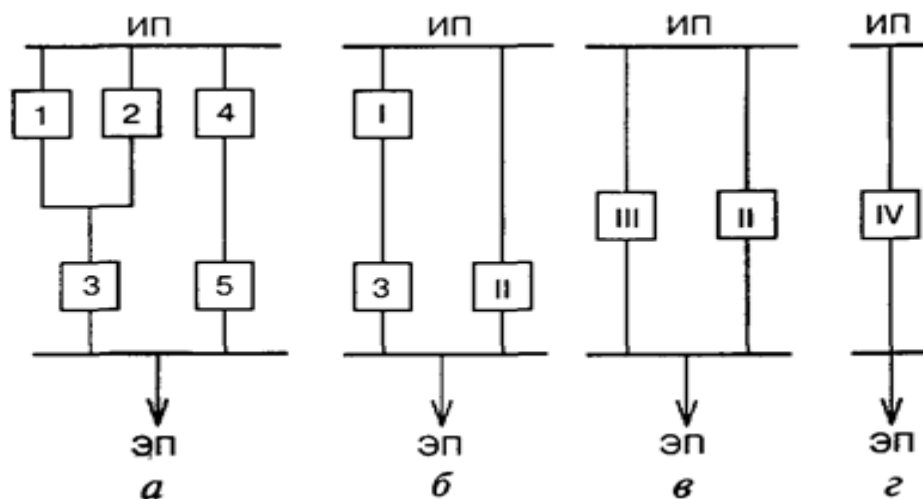 ИП ИП ИП ИП
1 2 4 I
III II IV
3 5 3 II
ЭП ЭП ЭП ЭП
а б в г